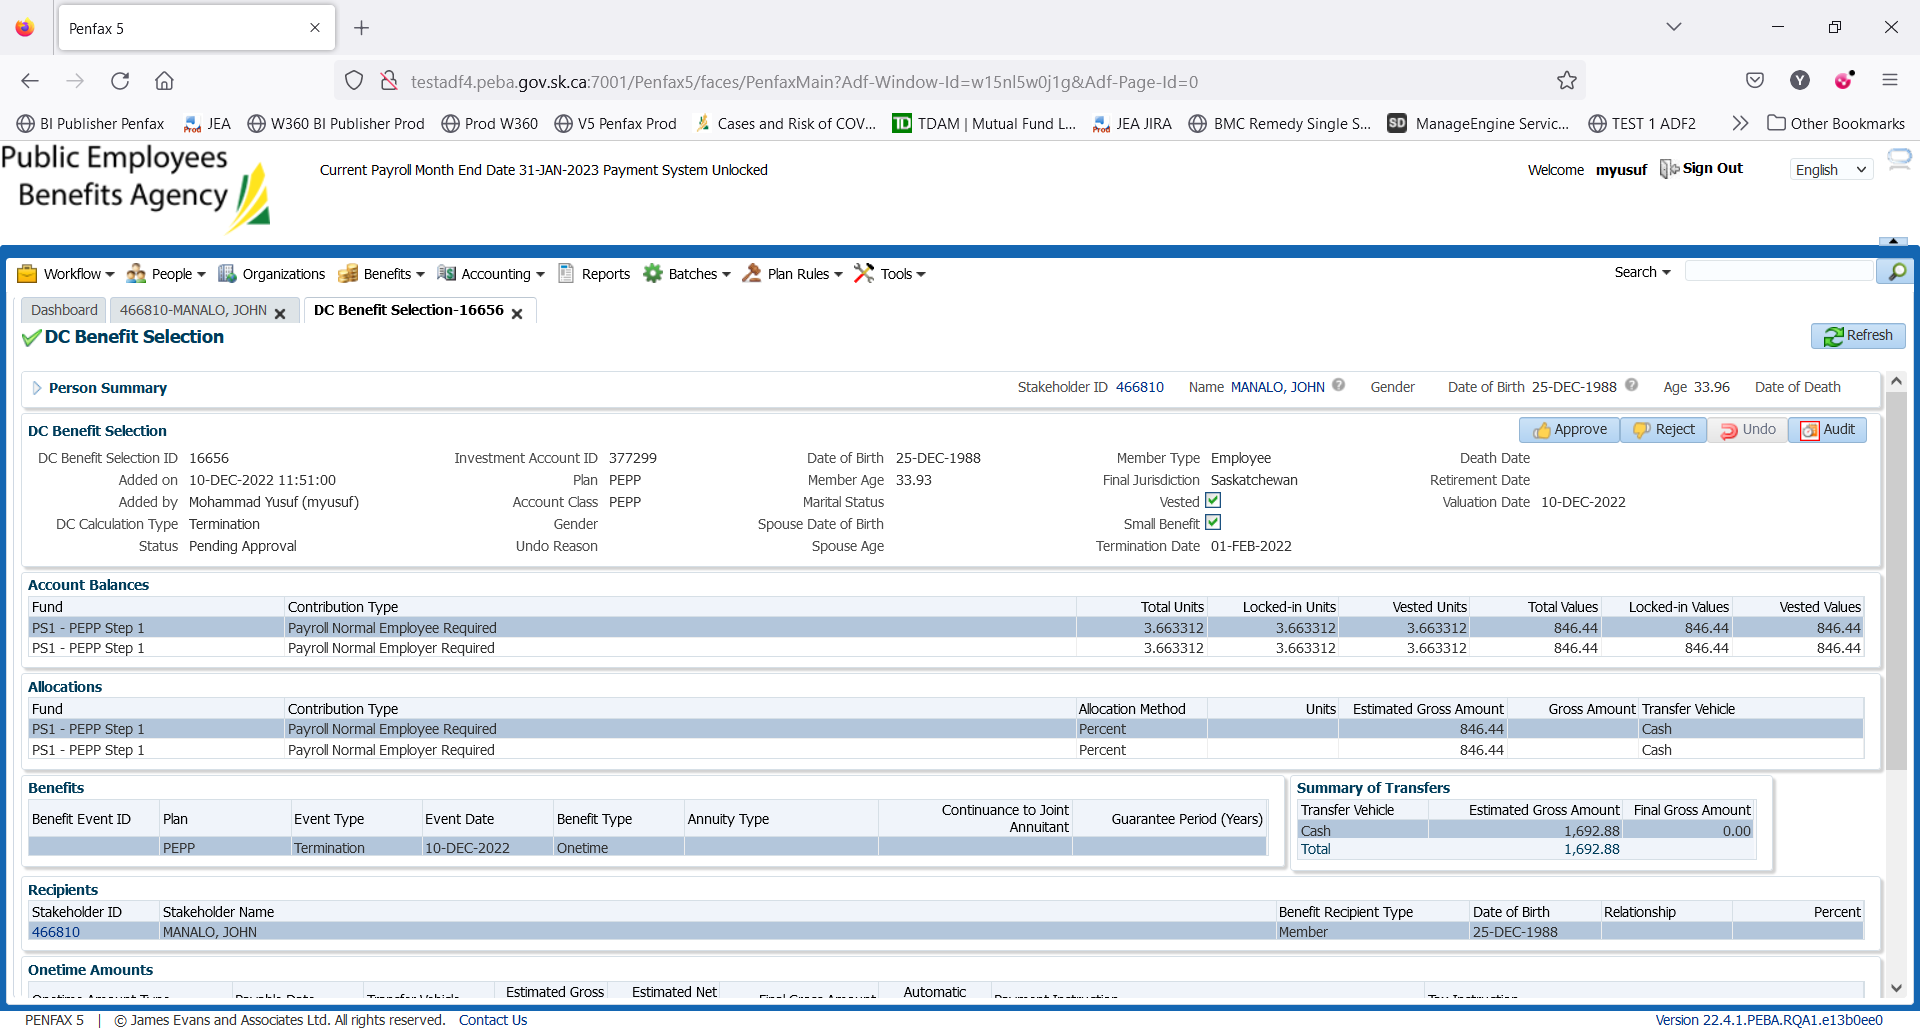 Penfax 5
testadf4.peba.gov.sk.ca:7001/Penfax5/faces/PenfaxMain?Adf-Window-Id=w15nl5w0j1g&Adf-Page-Id=0
BI Publisher Penfax JEA W360 BI Publisher Prod Prod W360 V5 Penfax Prod Cases and Risk of COV... TD TDAM | Mutual Fund L... JEA JIRA BMC Remedy Single S... SD ManageEngine Servic... TEST 1 ADF2 Other Bookmarks
Public Employees
Benefits Agency
Current Payroll Month End Date 31-JAN-2023 Payment System Unlocked
Welcome myusuf Sign Out English
Workflow People Organizations Benefits Accounting Reports Batches Plan Rules Tools Search
Dashboard 466810-MANALO, JOHN DC Benefit Selection-16656
DC Benefit Selection Refresh
Person Summary Stakeholder ID 466810 Name MANALO, JOHN Gender Date of Birth 25-DEC-1988 Age 33.96 Date of Death
DC Benefit Selection Approve Reject Undo Audit
DC Benefit Selection ID 16656 Investment Account ID 377299 Date of Birth 25-DEC-1988 Member Type Employee Death Date
Added on 10-DEC-2022 11:51:00 Plan PEPP Member Age 33.93 Final Jurisdiction Saskatchewan Retirement Date
Added by Mohammad Yusuf (myusuf) Account Class PEPP Marital Status Vested Valuation Date 10-DEC-2022
DC Calculation Type Termination Gender Spouse Date of Birth Small Benefit
Status Pending Approval Undo Reason Spouse Age Termination Date 01-FEB-2022
Account Balances
Fund Contribution Type Total Units Locked-in Units Vested Units Total Values Locked-in Values Vested Values
PS1 - PEPP Step 1 Payroll Normal Employee Required 3.663312 3.663312 3.663312 846.44 846.44 846.44
PS1 - PEPP Step 1 Payroll Normal Employer Required 3.663312 3.663312 3.663312 846.44 846.44 846.44
Allocations
Fund Contribution Type Allocation Method Units Estimated Gross Amount Gross Amount Transfer Vehicle
PS1 - PEPP Step 1 Payroll Normal Employee Required Percent 846.44 Cash
PS1 - PEPP Step 1 Payroll Normal Employer Required Percent 846.44 Cash
Benefits
Benefit Event ID Plan Event Type Event Date Benefit Type Annuity Type Continuance to Joint Annuitant Guarantee Period (Years)
PEPP Termination 10-DEC-2022 Onetime
Summary of Transfers
Transfer Vehicle Estimated Gross Amount Final Gross Amount
Cash 1,692.88 0.00
Total 1,692.88
Recipients
Stakeholder ID Stakeholder Name Benefit Recipient Type Date of Birth Relationship Percent
466810 MANALO, JOHN Member 25-DEC-1988
Onetime Amounts
Onetime Amount Type Payable Date Transfer Vehicle Estimated Gross Estimated Net Final Gross Amount Automatic Payment Instruction Tax Instruction
PENFAX 5 | © James Evans and Associates Ltd. All rights reserved. Contact Us Version 22.4.1.PEBA.RQA1.e13b0ee0